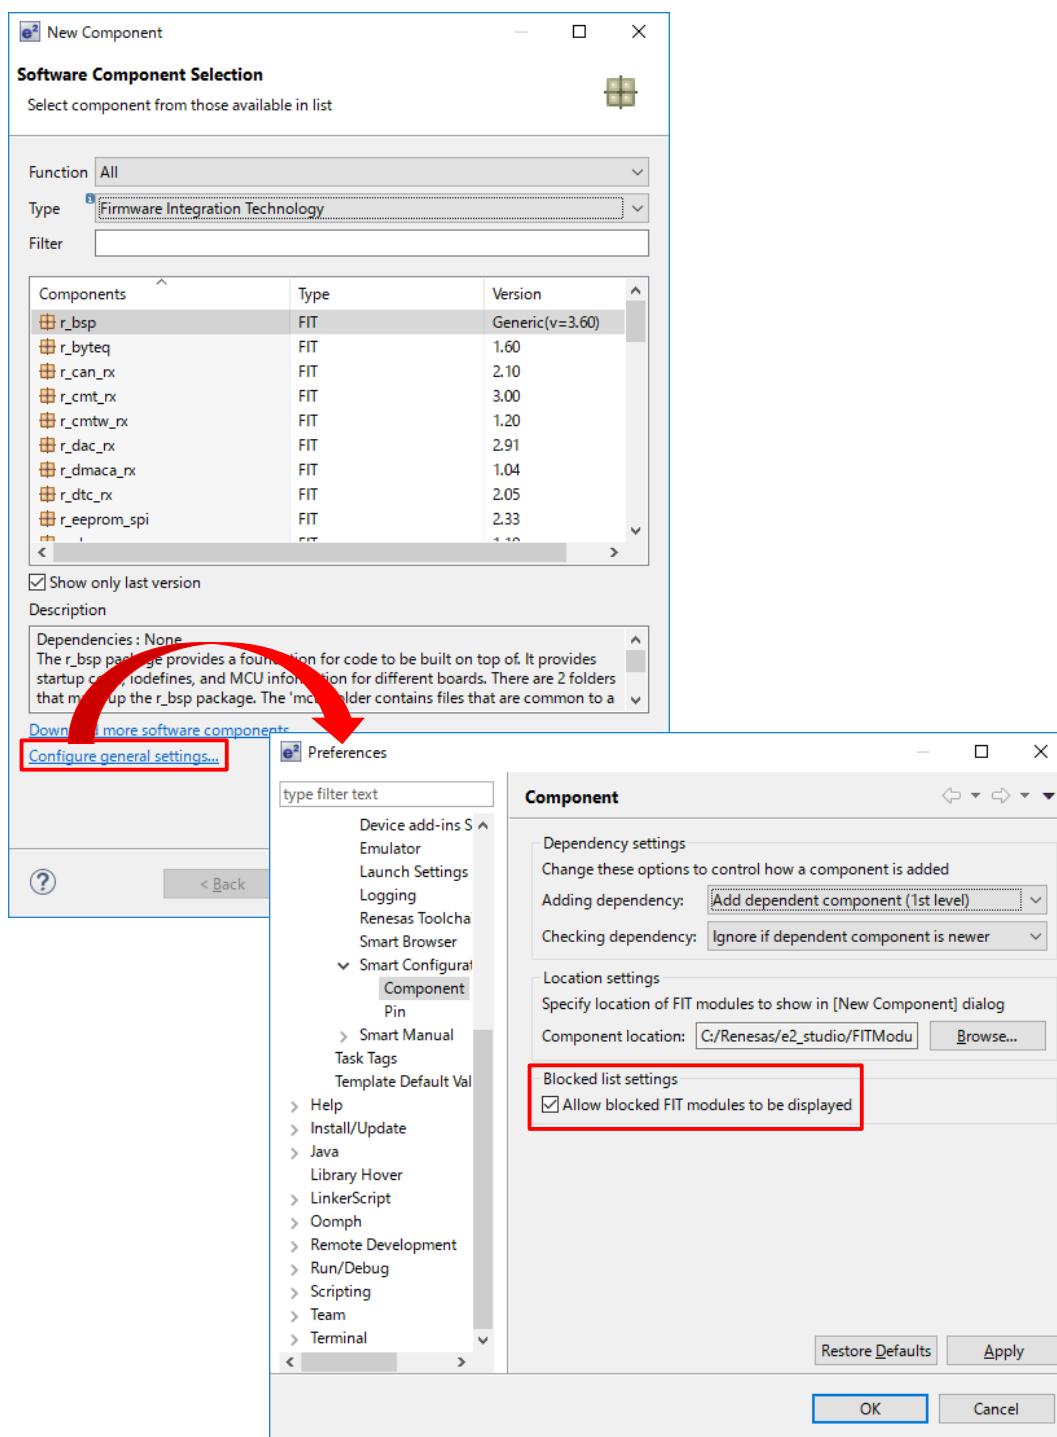 e² New Component
Software Component Selection
Select component from those available in list
Function All
Type Firmware Integration Technology
Filter
Components Type Version
r_bsp FIT Generic(v=3.60)
r_byteq FIT 1.60
r_can_rx FIT 2.10
r_cmt_rx FIT 3.00
r_cmtw_rx FIT 1.20
r_dac_rx FIT 2.91
r_dmaca_rx FIT 1.04
r_dtc_rx FIT 2.05
r_eeprom_spi FIT 2.33
Show only last version
Description
Dependencies : None
The r_bsp package provides a foun on for code to be built on top of. It provides
startup iodefines, and MCU info on for different boards. There are 2 folders
that up the r_bsp package. The 'mc older contains files that are common to a
Down more software components
Configure general settings...
? < Back
e² Preferences
type filter text
Component
Device add-ins S
Emulator
Launch Settings
Logging
Renesas Toolcha
Smart Browser
Smart Configurat
Component
Pin
Smart Manual
Task Tags
Template Default Val
Help
Install/Update
Java
Library Hover
LinkerScript
Oomph
Remote Development
Run/Debug
Scripting
Team
Terminal
Dependency settings
Change these options to control how a component is added
Adding dependency: Add dependent component (1st level)
Checking dependency: Ignore if dependent component is newer
Location settings
Specify location of FIT modules to show in [New Component] dialog
Component location: C:/Renesas/e2_studio/FITModu Browse...
Blocked list settings
Allow blocked FIT modules to be displayed
Restore Defaults Apply
OK Cancel